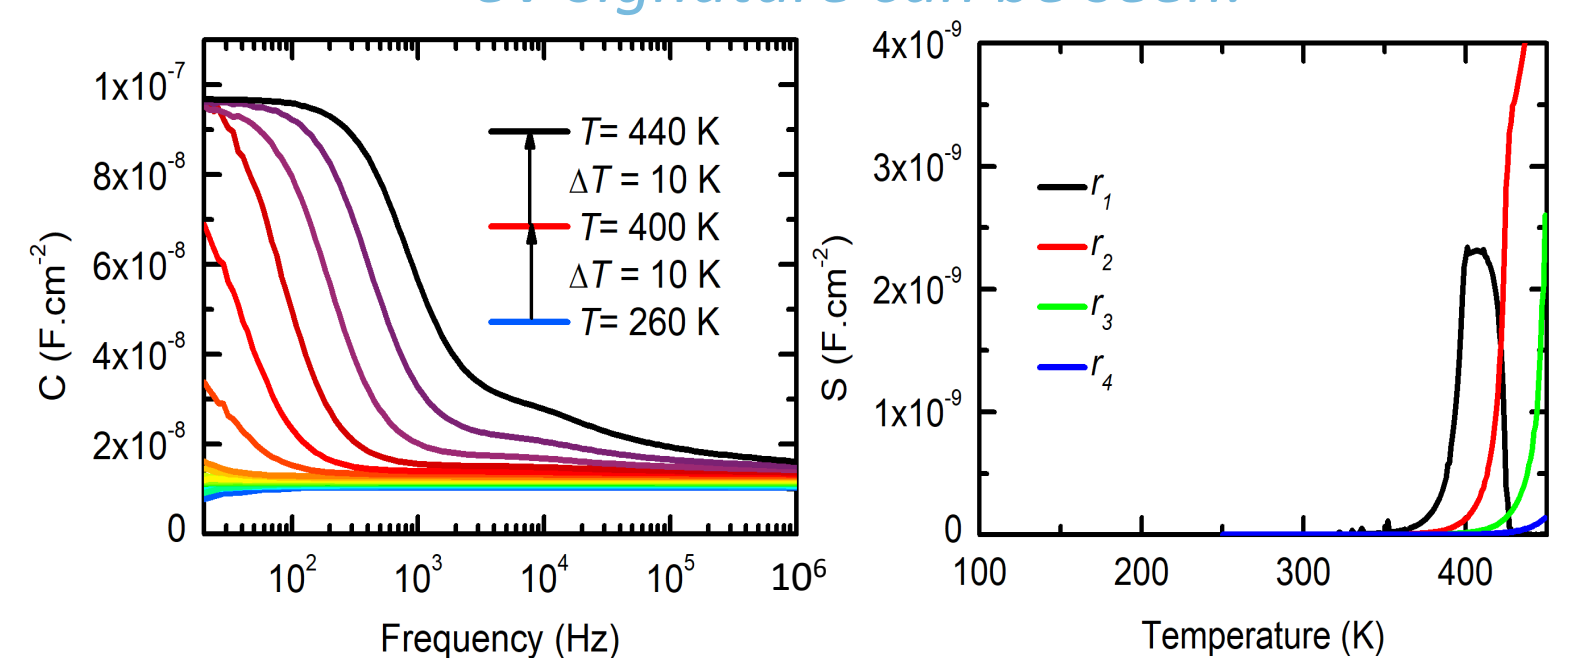 1x10-7
8x10-8
6x10-8
4x10-8
2x10-8
0
C (F.cm-2)
T= 440 K
ΔT = 10 K
T= 400 K
ΔT = 10 K
T= 260 K
102 103 104 105 106
Frequency (Hz)
4x10-9
3x10-9
2x10-9
1x10-9
0
S (F.cm-2)
r1
r2
r3
r4
100 200 300 400
Temperature (K)